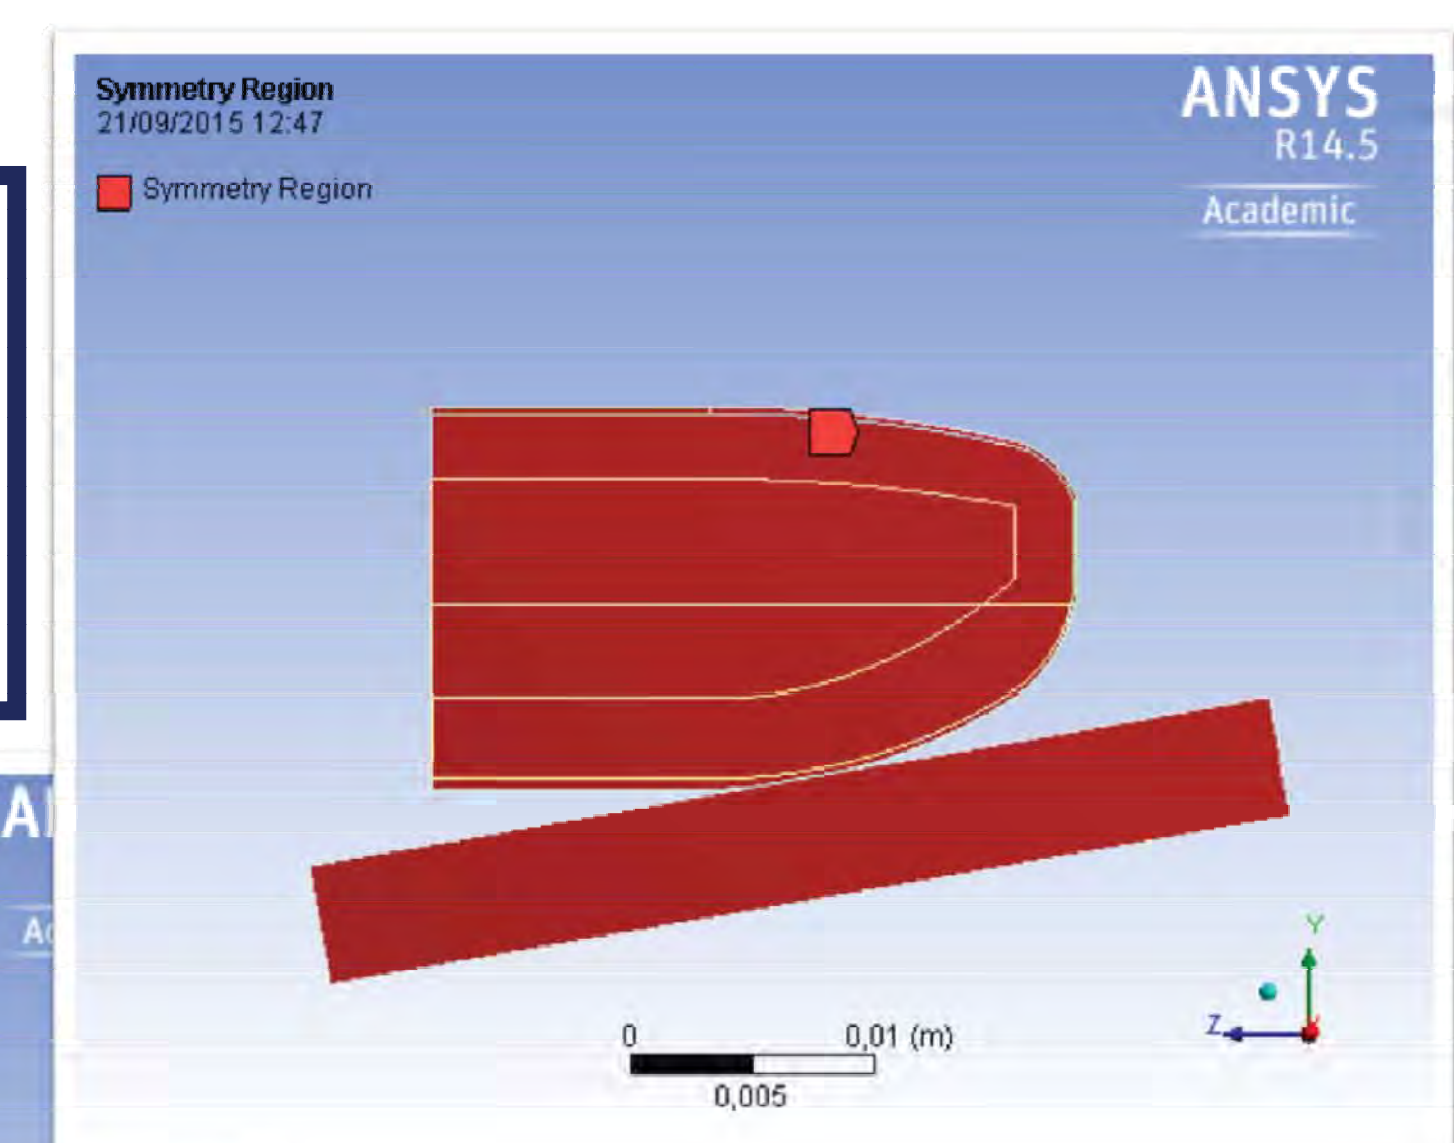 Symmetry Region
21/09/2015 12:47
Symmetry Region
ANSYS
R14.5
Academic
Y
Z
0
0,01 (m)
0,005